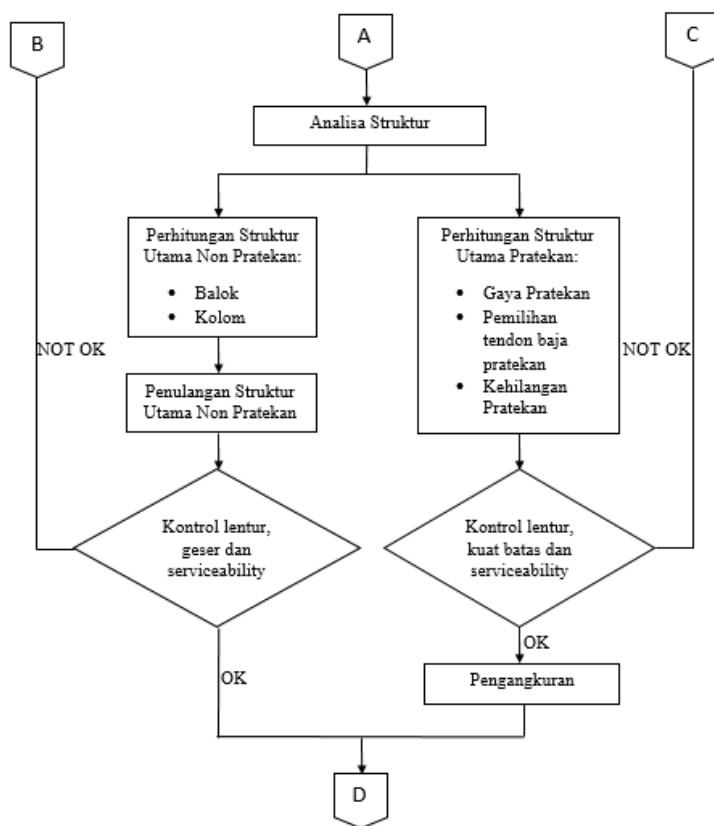 B
A
C
Analisa Struktur
Perhitungan Struktur
Utama Non Pratekan:
• Balok
• Kolom
Perhitungan Struktur
Utama Pratekan:
• Gaya Pratekan
• Pemilihan
tendon baja
pratekan
• Kehilangan
Pratekan
NOT OK
NOT OK
Penulangan Struktur
Utama Non Pratekan
Kontrol lentur,
geser dan
serviceability
Kontrol lentur,
kuat batas dan
serviceability
OK
OK
Pengangkuran
D